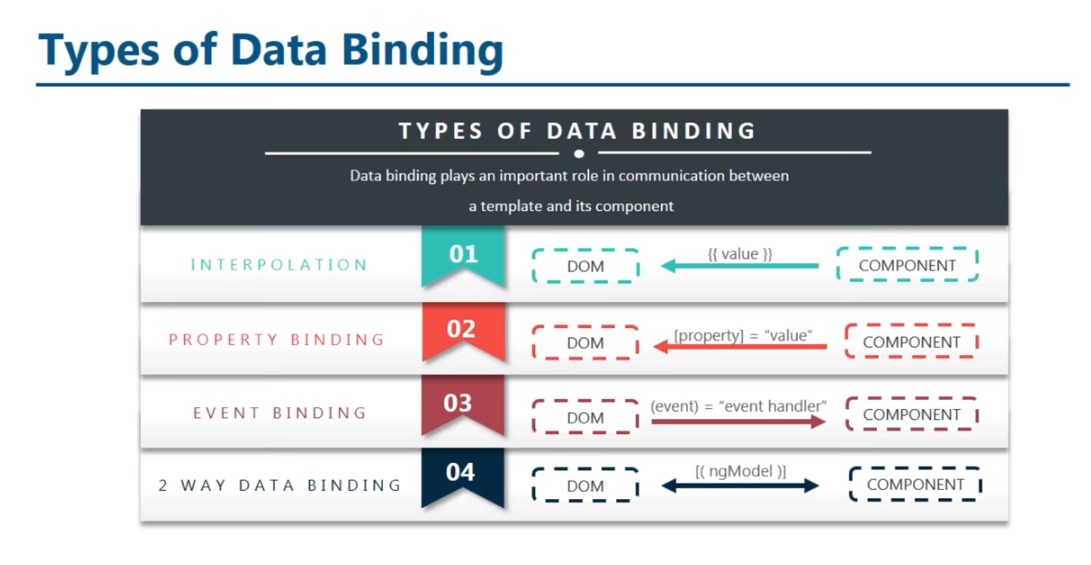 Types of Data Binding
TYPES OF DATA BINDING
Data binding plays an important role in communication between
a template and its component
INTERPOLATION
01
DOM
{{ value }}
COMPONENT
PROPERTY BINDING
02
DOM
[property] = “value”
COMPONENT
EVENT BINDING
03
DOM
(event) = “event handler”
COMPONENT
2 WAY DATA BINDING
04
DOM
[( ngModel )]
COMPONENT